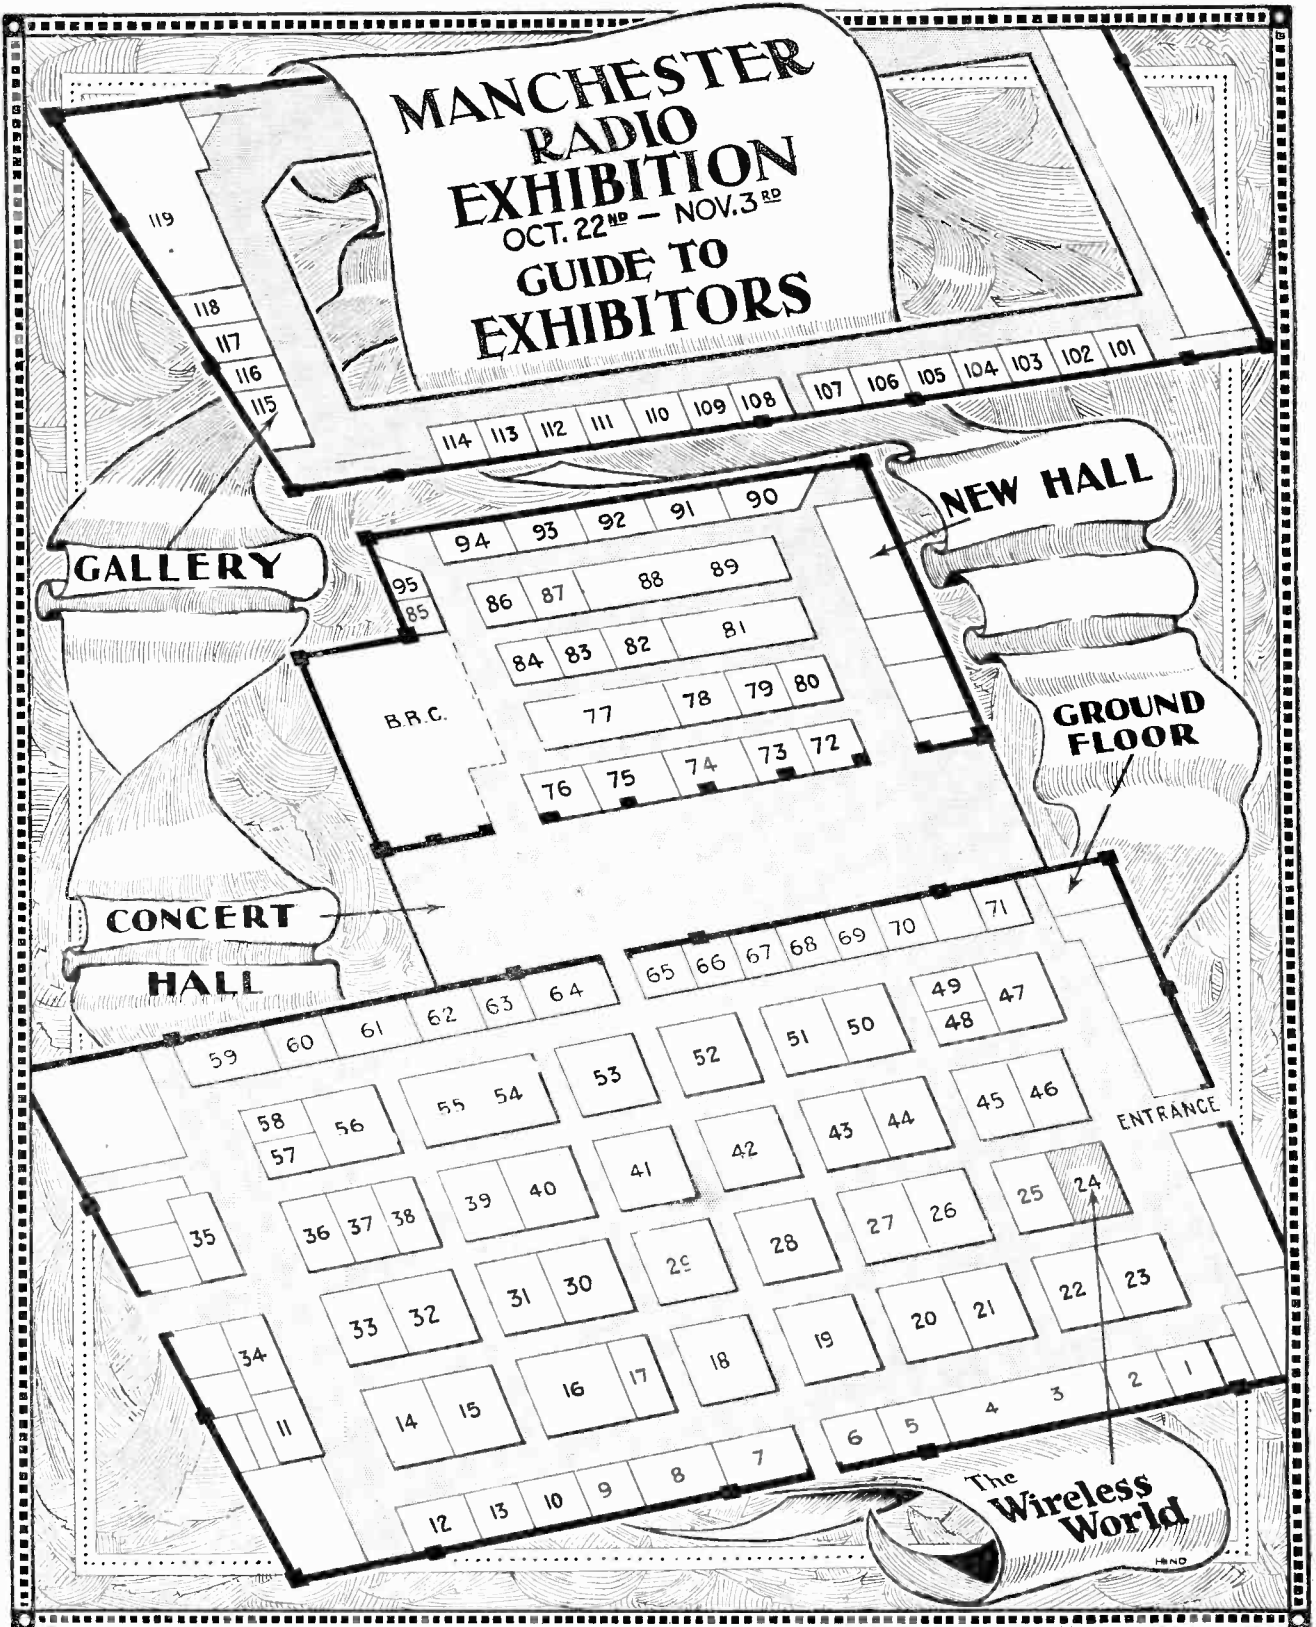 MANCHESTER
RADIO
EXHIBITION
OCT. 22ND — NOV. 3RD
GUIDE TO
EXHIBITORS
119
118
117
116
115
114 113 112 111 110 109 108 107 106 105 104 103 102 101
GALLERY
NEW HALL
94 93 92 91 90
95
85
86 87 88 89
84 83 82 81
77 78 79 80
76 75 74 73 72
B.R.C.
GROUND
FLOOR
CONCERT
HALL
59 60 61 62 63 64 65 66 67 68 69 70 71
58 57 56 55 54 53 52 51 50 49 48 47
ENTRANCE
35 36 37 38 39 40 41 42 43 44 45 46
33 32 31 30 29 28 27 26 25 24
34
11
14 15 16 17 18 19 20 21 22 23
12 13 10 9 8 7 6 5 4 3 2 1
The
Wireless
World
HIND